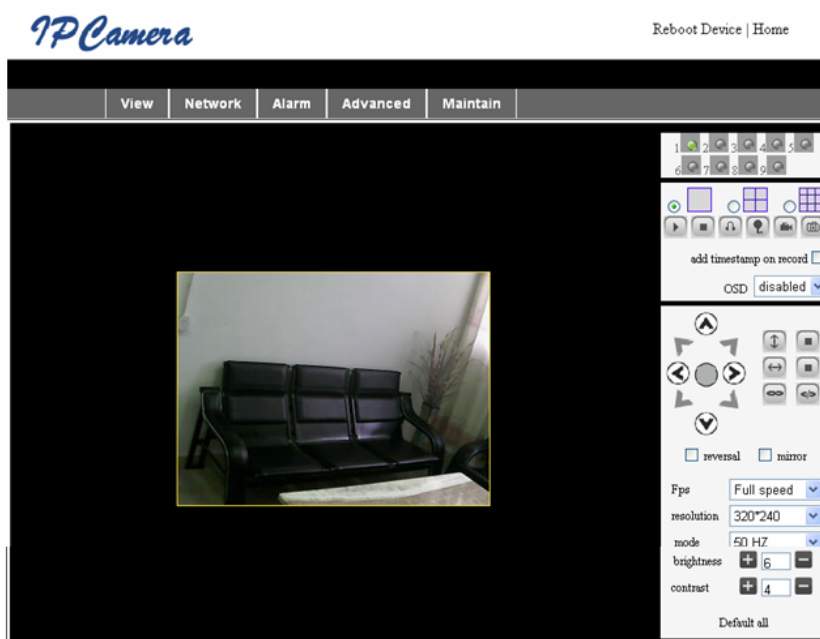 IPCamera
Reboot Device | Home
View Network Alarm Advanced Maintain
1 2 3 4 5
6 7 8 9
add timestamp on record
OSD disabled
reversal mirror
Fps Full speed
resolution 320*240
mode 50 HZ
brightness 6
contrast 4
Default all